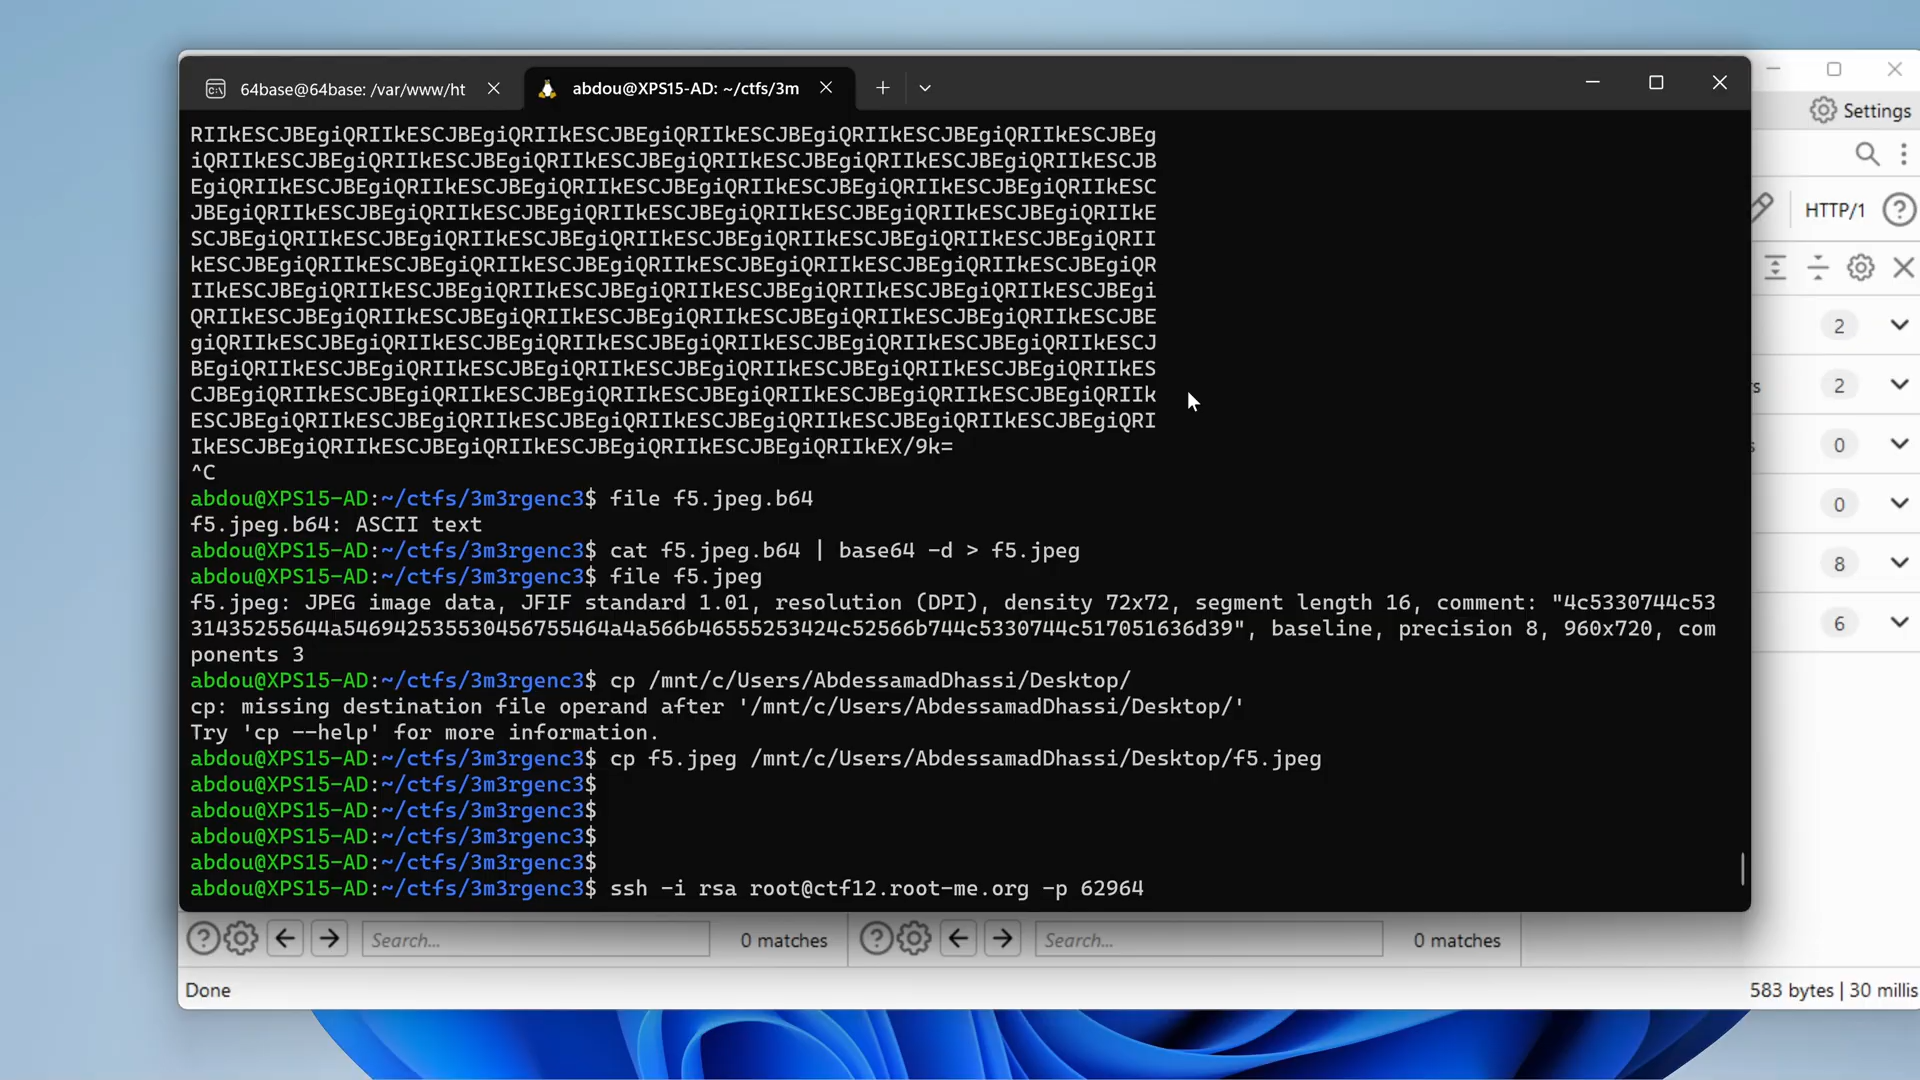 64base@64base: /var/www/ht
abdou@XPS15-AD: ~/ctfs/3m
Settings
HTTP/1
RIIkESCJBEgiQRIIkESCJBEgiQRIIkESCJBEgiQRIIkESCJBEgiQRIIkESCJBEgiQRIIkESCJBEg
iQRIIkESCJBEgiQRIIkESCJBEgiQRIIkESCJBEgiQRIIkESCJBEgiQRIIkESCJBEgiQRIIkESCJB
EgiQRIIkESCJBEgiQRIIkESCJBEgiQRIIkESCJBEgiQRIIkESCJBEgiQRIIkESCJBEgiQRIIkESC
JBEgiQRIIkESCJBEgiQRIIkESCJBEgiQRIIkESCJBEgiQRIIkESCJBEgiQRIIkESCJBEgiQRIIkE
SCJBEgiQRIIkESCJBEgiQRIIkESCJBEgiQRIIkESCJBEgiQRIIkESCJBEgiQRIIkESCJBEgiQRII
kESCJBEgiQRIIkESCJBEgiQRIIkESCJBEgiQRIIkESCJBEgiQRIIkESCJBEgiQRIIkESCJBEgiQR
IIkESCJBEgiQRIIkESCJBEgiQRIIkESCJBEgiQRIIkESCJBEgiQRIIkESCJBEgiQRIIkESCJBEgi
QRIIkESCJBEgiQRIIkESCJBEgiQRIIkESCJBEgiQRIIkESCJBEgiQRIIkESCJBEgiQRIIkESCJBE
giQRIIkESCJBEgiQRIIkESCJBEgiQRIIkESCJBEgiQRIIkESCJBEgiQRIIkESCJBEgiQRIIkESCJ
BEgiQRIIkESCJBEgiQRIIkESCJBEgiQRIIkESCJBEgiQRIIkESCJBEgiQRIIkESCJBEgiQRIIkES
CJBEgiQRIIkESCJBEgiQRIIkESCJBEgiQRIIkESCJBEgiQRIIkESCJBEgiQRIIkESCJBEgiQRIIk
ESCJBEgiQRIIkESCJBEgiQRIIkESCJBEgiQRIIkESCJBEgiQRIIkESCJBEgiQRIIkESCJBEgiQRI
IkESCJBEgiQRIIkESCJBEgiQRIIkESCJBEgiQRIIkESCJBEgiQRIIkEX/9k=
^C
abdou@XPS15-AD:~/ctfs/3m3rgenc3$ file f5.jpeg.b64
f5.jpeg.b64: ASCII text
abdou@XPS15-AD:~/ctfs/3m3rgenc3$ cat f5.jpeg.b64 | base64 -d > f5.jpeg
abdou@XPS15-AD:~/ctfs/3m3rgenc3$ file f5.jpeg
f5.jpeg: JPEG image data, JFIF standard 1.01, resolution (DPI), density 72x72, segment length 16, comment: "4c5330744c53
31435255644a546942535530456755464a4a566b46555253424c52566b744c5330744c517051636d39", baseline, precision 8, 960x720, com
ponents 3
abdou@XPS15-AD:~/ctfs/3m3rgenc3$ cp /mnt/c/Users/AbdessamadDhassi/Desktop/
cp: missing destination file operand after '/mnt/c/Users/AbdessamadDhassi/Desktop/'
Try 'cp --help' for more information.
abdou@XPS15-AD:~/ctfs/3m3rgenc3$ cp f5.jpeg /mnt/c/Users/AbdessamadDhassi/Desktop/f5.jpeg
abdou@XPS15-AD:~/ctfs/3m3rgenc3$
abdou@XPS15-AD:~/ctfs/3m3rgenc3$
abdou@XPS15-AD:~/ctfs/3m3rgenc3$
abdou@XPS15-AD:~/ctfs/3m3rgenc3$
abdou@XPS15-AD:~/ctfs/3m3rgenc3$ ssh -i rsa root@ctf12.root-me.org -p 62964
2
s 2
s 0
0
8
6
Search... 0 matches
Search... 0 matches
Done
583 bytes | 30 millis